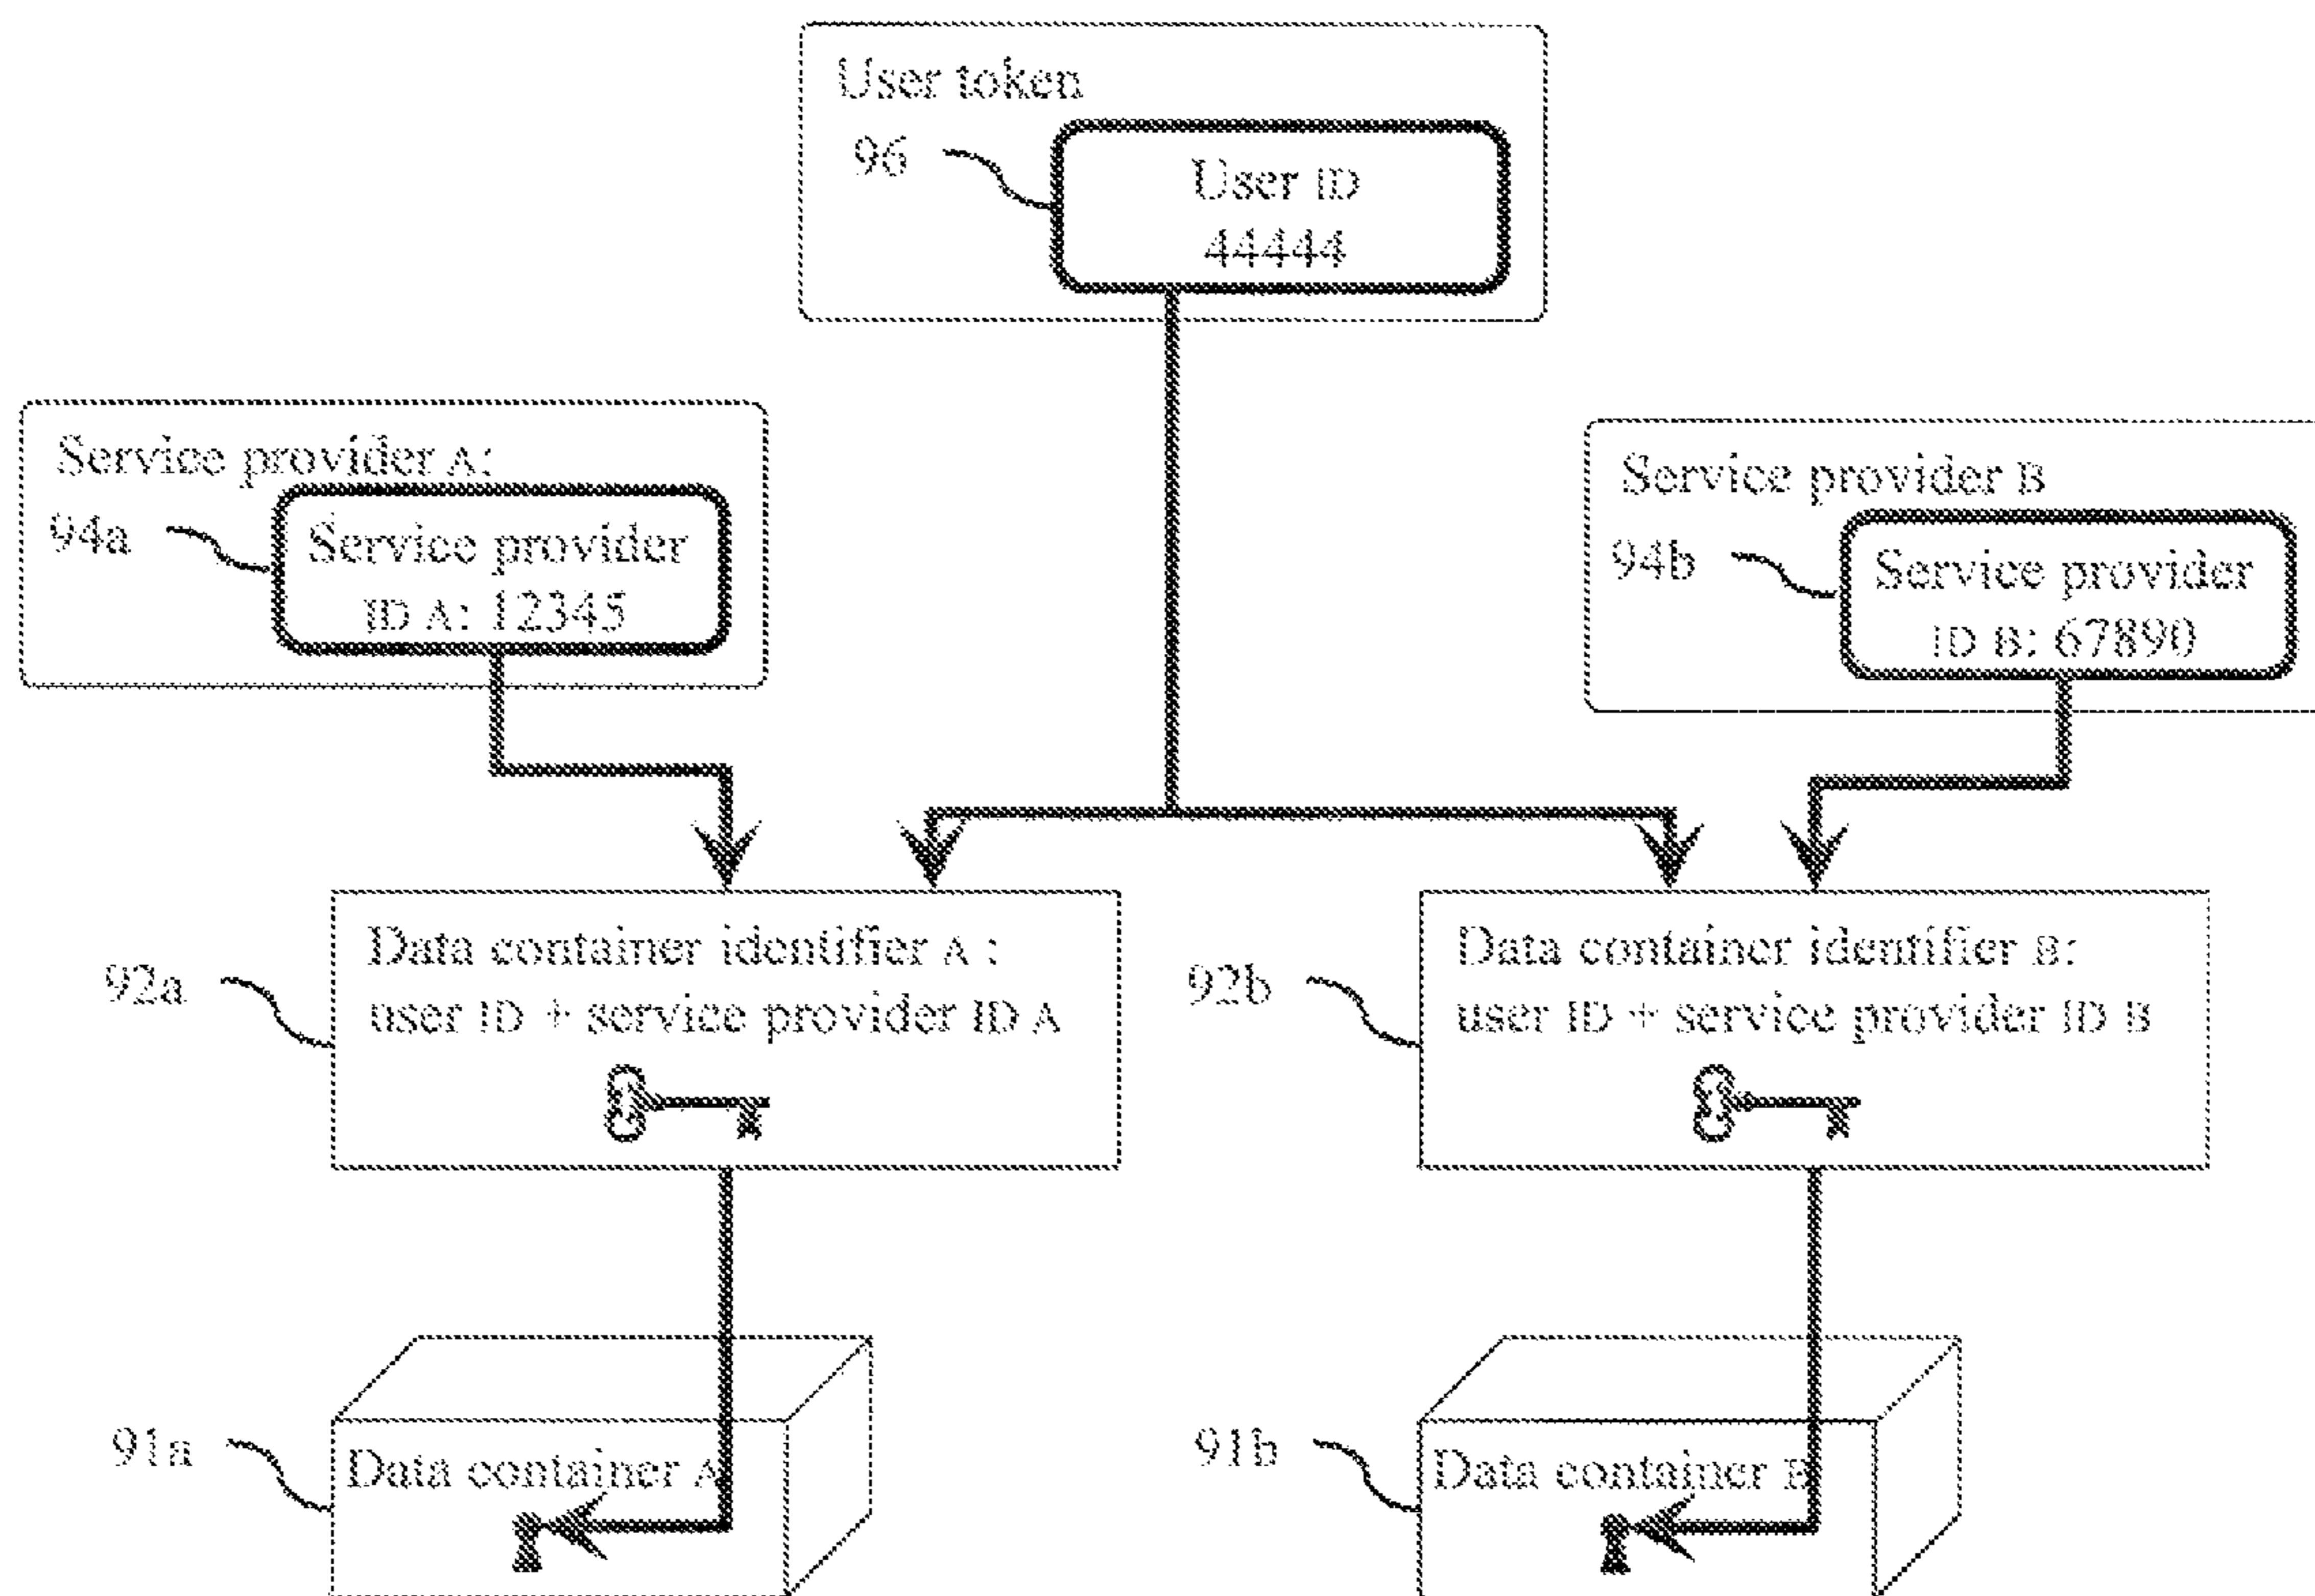 User token
96
User ID
44444
Service provider A:
94a
Service provider
ID A: 12345
Service provider B
94b
Service provider
ID B: 67890
92a
Data container identifier A :
user ID + service provider ID A
92b
Data container identifier B:
user ID + service provider ID B
91a
Data container A
91b
Data container B